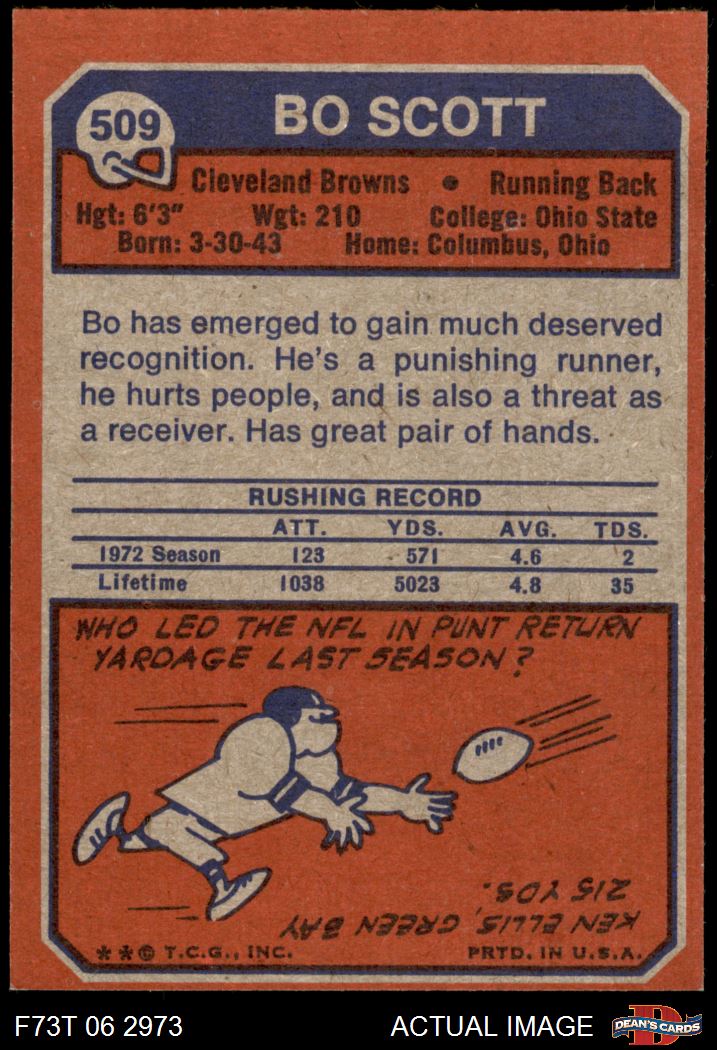 509
BO SCOTT
Cleveland Browns • Running Back
Hgt: 6'3" Wgt: 210 College: Ohio State
Born: 3-30-43 Home: Columbus, Ohio
Bo has emerged to gain much deserved
recognition. He's a punishing runner,
he hurts people, and is also a threat as
a receiver. Has great pair of hands.
RUSHING RECORD
ATT. YDS. AVG. TDS.
1972 Season 123 571 4.6 2
Lifetime 1038 5023 4.8 35
WHO LED THE NFL IN PUNT RETURN
YARDAGE LAST SEASON?
KEN ELLIS, GREEN BAY
215 YDS.
**© T.C.G., INC. PRTD. IN U.S.A.
F73T 06 2973 ACTUAL IMAGE
D
DEAN'S CARDS